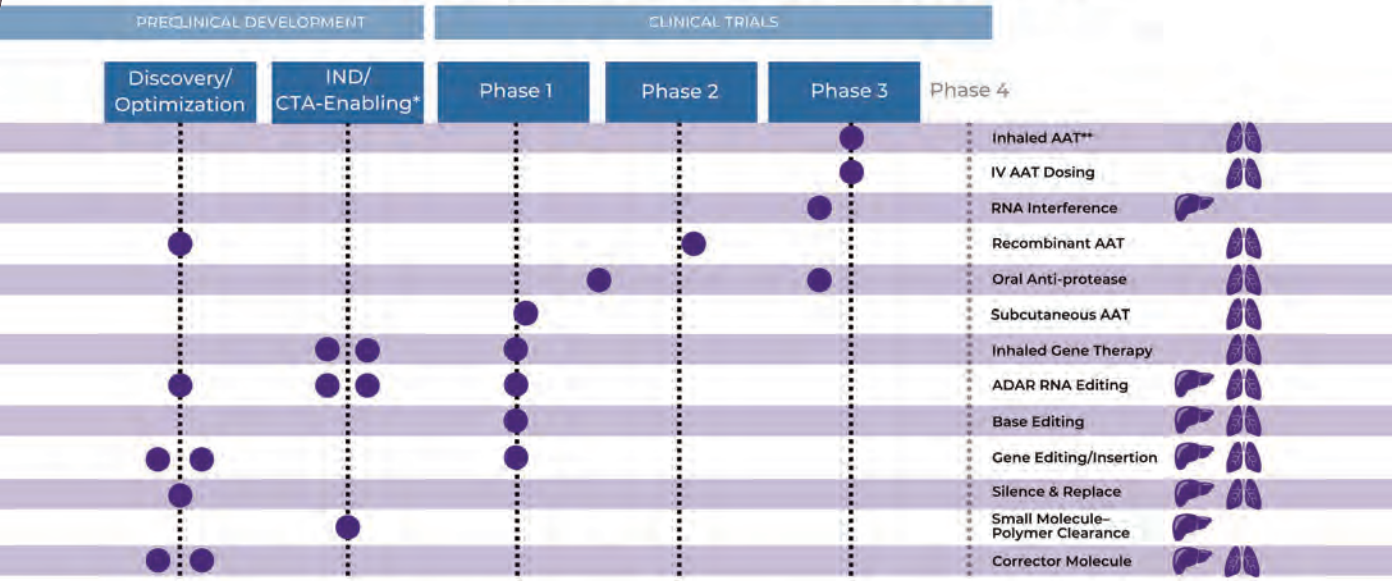 PRECLINICAL DEVELOPMENT
CLINICAL TRIALS
Discovery/
Optimization
IND/
CTA-Enabling*
Phase 1
Phase 2
Phase 3
Phase 4
Inhaled AAT**
IV AAT Dosing
RNA Interference
Recombinant AAT
Oral Anti-protease
Subcutaneous AAT
Inhaled Gene Therapy
ADAR RNA Editing
Base Editing
Gene Editing/Insertion
Silence & Replace
Small Molecule–
Polymer Clearance
Corrector Molecule